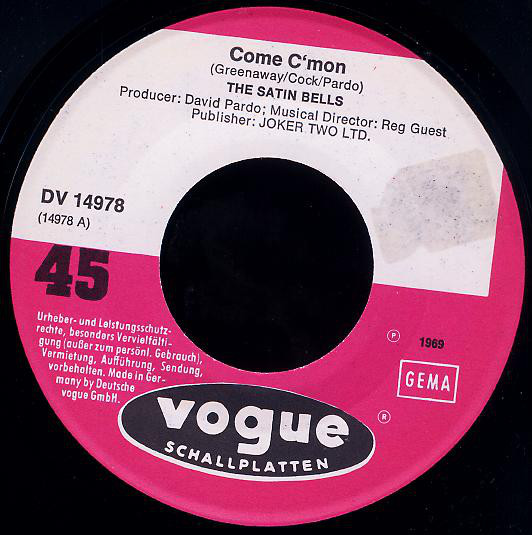 Come C'mon
(Greenaway/Cock/Pardo)
THE SATIN BELLS
Producer: David Pardo; Musical Director: Reg Guest
Publisher: JOKER TWO LTD.
DV 14978
(14978 A)
45
Urheber- und Leistungsschutz-
rechte, besonders Vervielfälti-
gung (außer zum persönl. Gebrauch),
Vermietung, Aufführung, Sendung,
vorbehalten. Made in Ger-
many by Deutsche
vogue GmbH.
Ⓟ 1969
GEMA
vogue ®
SCHALLPLATTEN